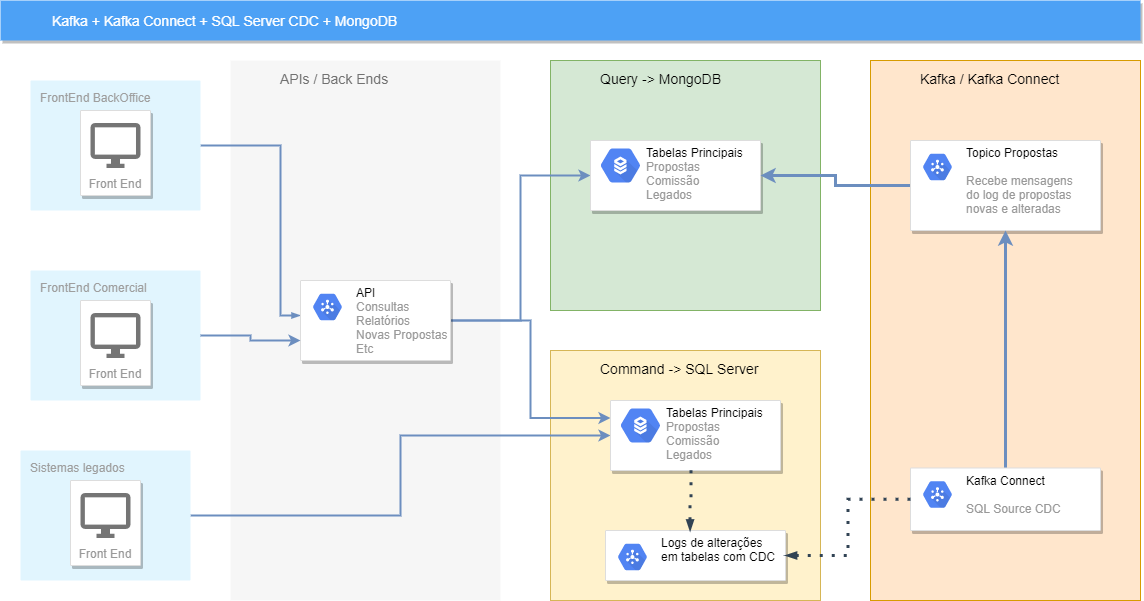 Kafka + Kafka Connect + SQL Server CDC + MongoDB
FrontEnd BackOffice
Front End
FrontEnd Comercial
Front End
Sistemas legados
Front End
APIs / Back Ends
API
Consultas
Relatórios
Novas Propostas
Etc
Query -> MongoDB
Tabelas Principais
Propostas
Comissão
Legados
Command -> SQL Server
Tabelas Principais
Propostas
Comissão
Legados
Logs de alterações
em tabelas com CDC
Kafka / Kafka Connect
Topico Propostas
Recebe mensagens
do log de propostas
novas e alteradas
Kafka Connect
SQL Source CDC